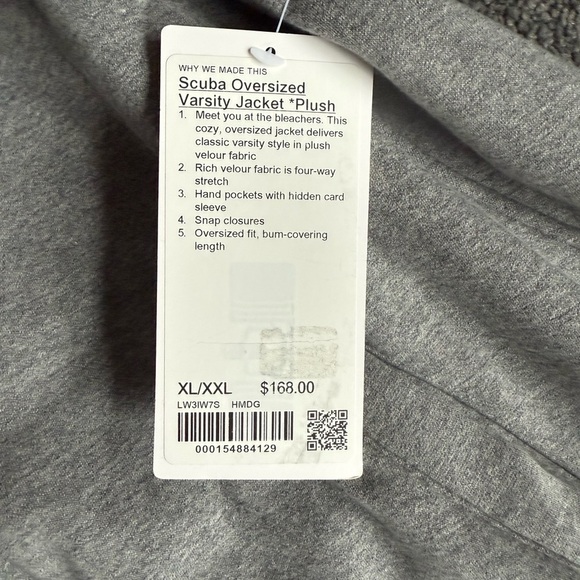 WHY WE MADE THIS
Scuba Oversized
Varsity Jacket *Plush
1. Meet you at the bleachers. This
cozy, oversized jacket delivers
classic varsity style in plush
velour fabric
2. Rich velour fabric is four-way
stretch
3. Hand pockets with hidden card
sleeve
4. Snap closures
5. Oversized fit, bum-covering
length
XL/XXL $168.00
LW3IW7S HMDG
000154884129